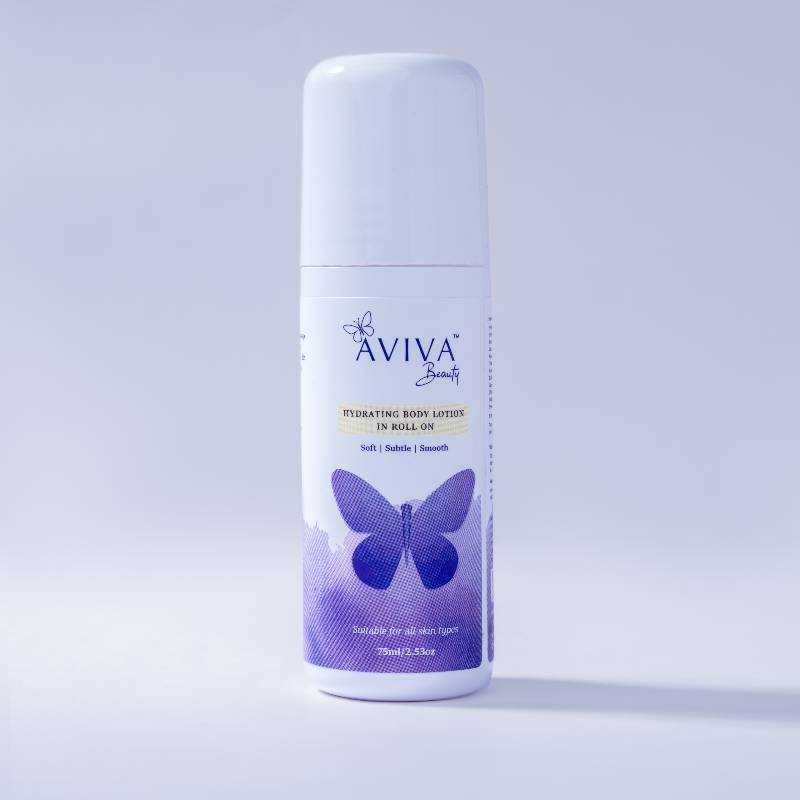 AVIVA™
Beauty
HYDRATING BODY LOTION
IN ROLL ON
Soft | Subtle | Smooth
Suitable for all skin types
75ml/2.53oz